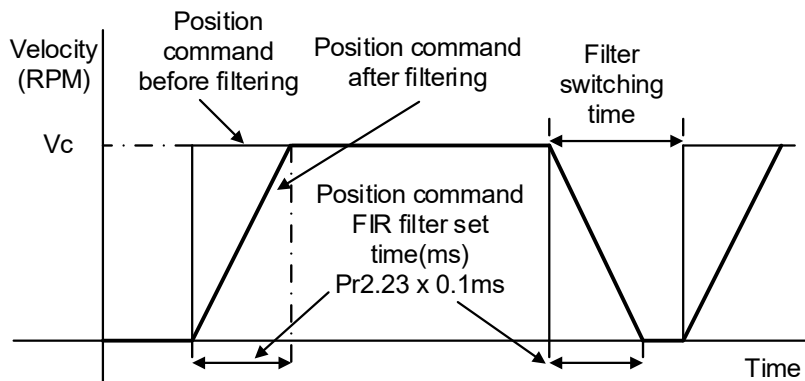 Velocity
(RPM)
Position
command
before filtering
Position command
after filtering
Filter
switching
time
Vc
Position command
FIR filter set
time(ms)
Pr2.23 x 0.1ms
Time